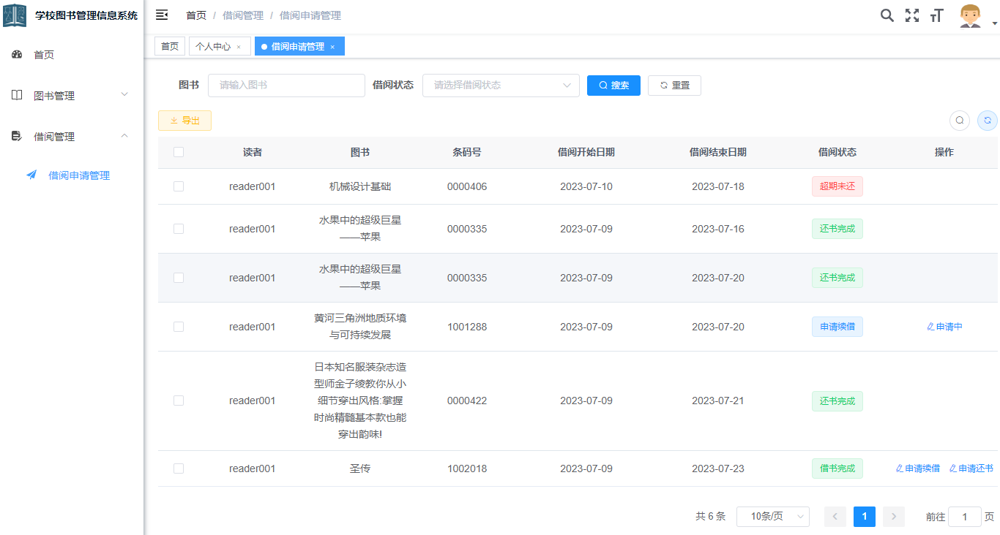 学校图书管理信息系统
首页 / 借阅管理 / 借阅申请管理
首页
个人中心 ×
借阅申请管理 ×
首页
图书管理
借阅管理
借阅申请管理
图书 请输入图书 借阅状态 请选择借阅状态 搜索 重置
导出
读者 图书 条码号 借阅开始日期 借阅结束日期 借阅状态 操作
reader001 机械设计基础 0000406 2023-07-10 2023-07-18 超期未还
水果中的超级巨星
reader001 ——苹果 0000335 2023-07-09 2023-07-16 还书完成
水果中的超级巨星
reader001 ——苹果 0000335 2023-07-09 2023-07-20 还书完成
黄河三角洲地质环境
reader001 与可持续发展 1001288 2023-07-09 2023-07-20 申请续借 申请中
日本知名服装杂志造
型师金子绫教你从小
reader001 细节穿出风格:掌握 0000422 2023-07-09 2023-07-21 还书完成
时尚精髓基本款也能
穿出韵味!
reader001 圣传 1002018 2023-07-09 2023-07-23 借书完成 申请续借 申请还书
共 6 条 10条/页 1 前往 1 页